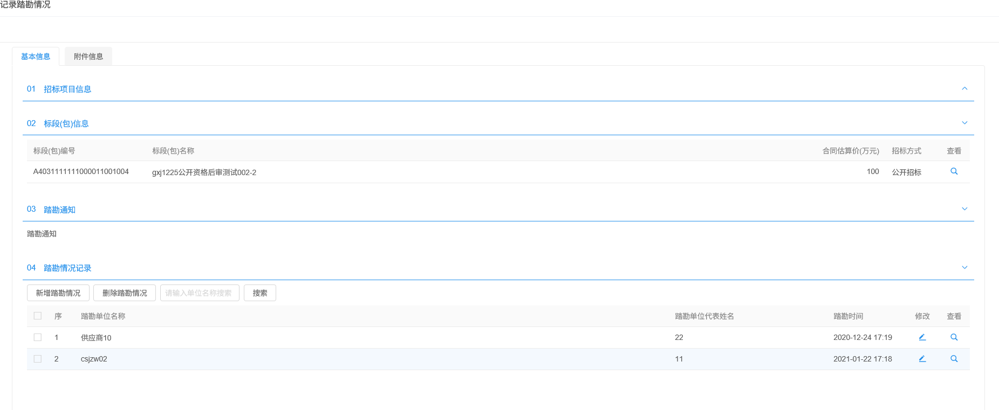 记录踏勘情况
基本信息 附件信息
01 招标项目信息
02 标段(包)信息
标段(包)编号 标段(包)名称 合同估算价(万元) 招标方式 查看
A4031111111000011001004 gxj1225公开资格后审测试002-2 100 公开招标
03 踏勘通知
踏勘通知
04 踏勘情况记录
新增踏勘情况 删除踏勘情况 请输入单位名称搜索 搜索
序 踏勘单位名称 踏勘单位代表姓名 踏勘时间 修改 查看
1 供应商10 22 2020-12-24 17:19
2 csjzw02 11 2021-01-22 17:18